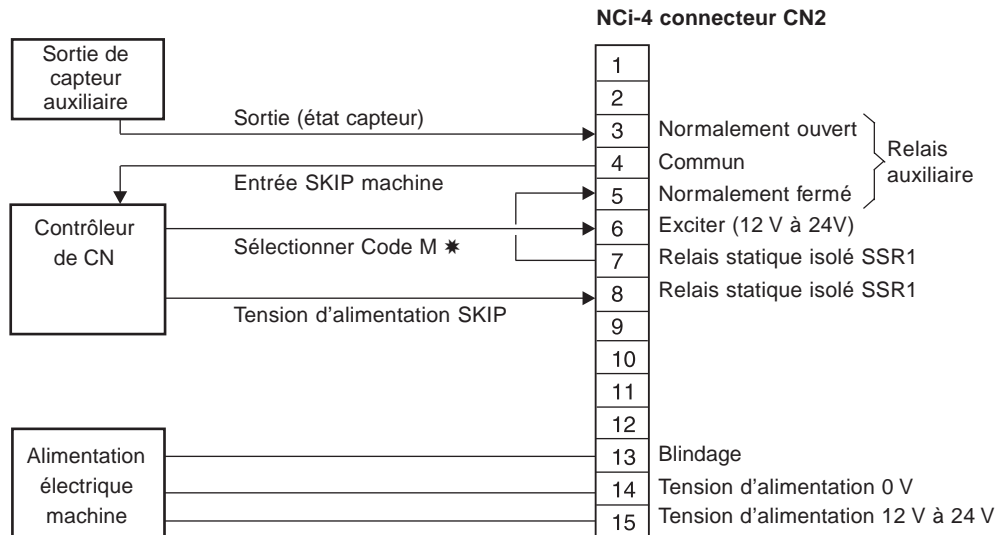 NCi-4 connecteur CN2
Sortie de
capteur
auxiliaire
Sortie (état capteur)
Entrée SKIP machine
Contrôleur
de CN
Sélectionner Code M ✷
Tension d'alimentation SKIP
Alimentation
électrique
machine
1
2
3 Normalement ouvert
4 Commun
5 Normalement fermé
Relais
auxiliaire
6 Exciter (12 V à 24V)
7 Relais statique isolé SSR1
8 Relais statique isolé SSR1
9
10
11
12
13 Blindage
14 Tension d'alimentation 0 V
15 Tension d'alimentation 12 V à 24 V